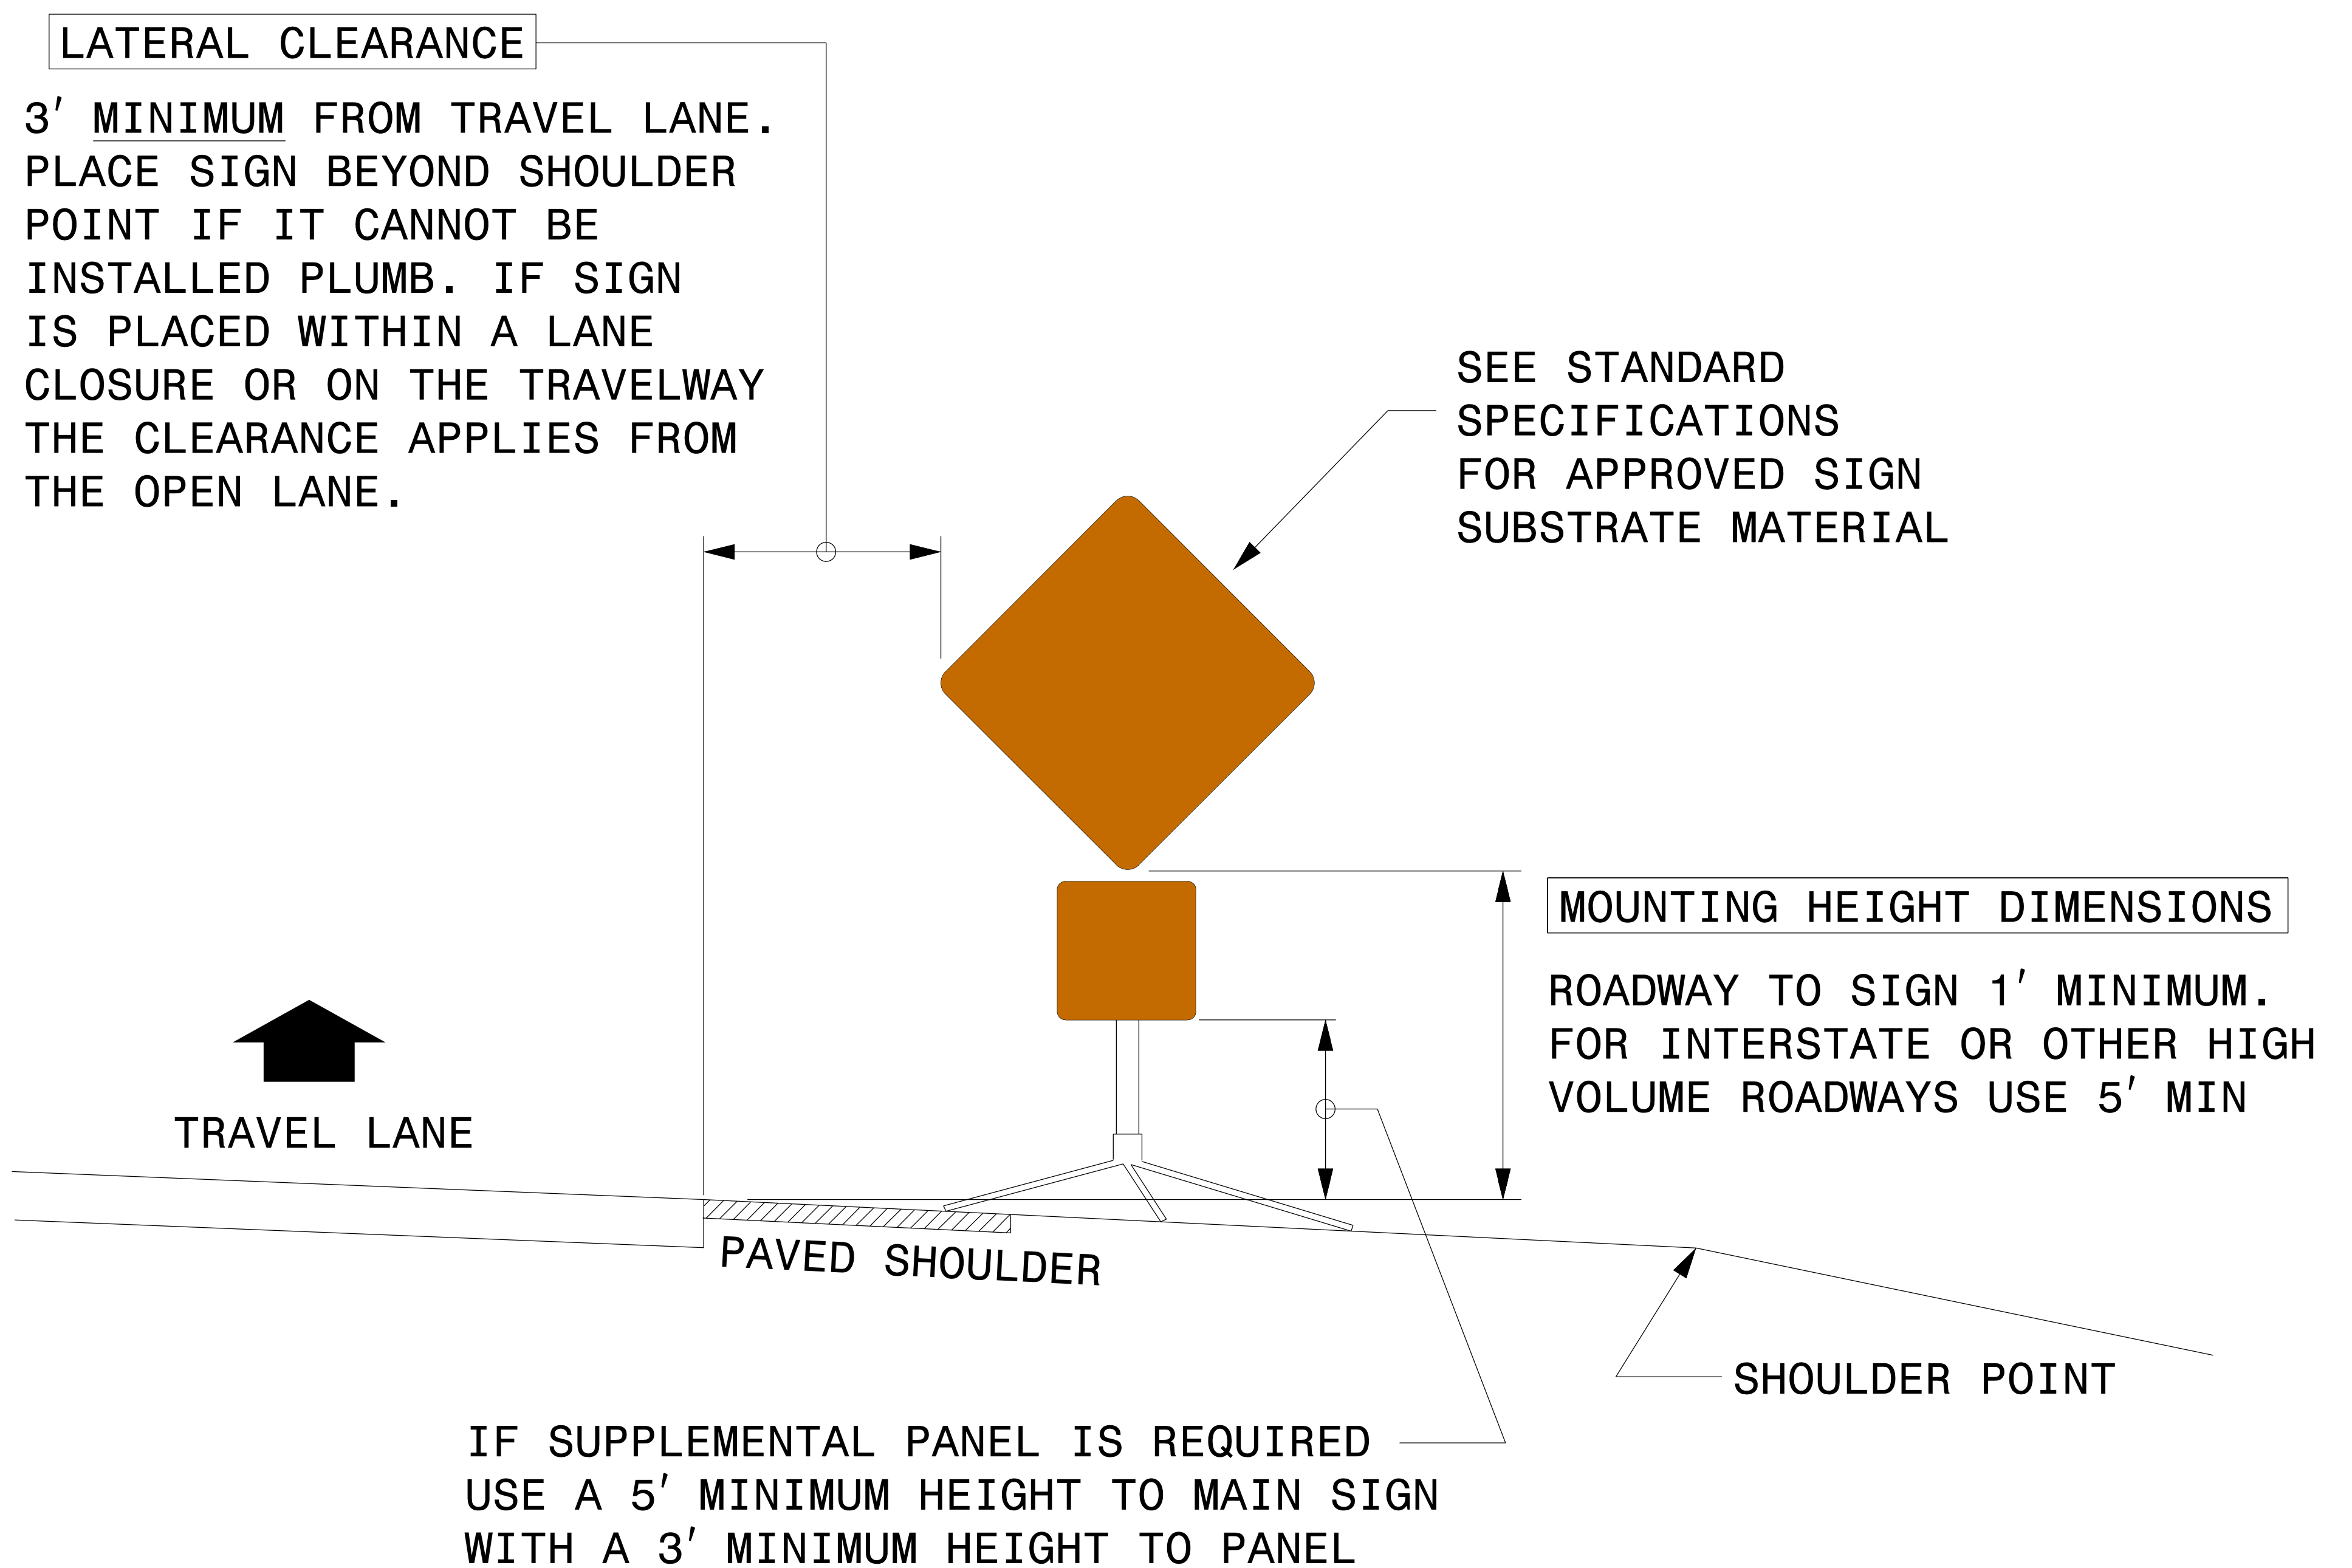 LATERAL CLEARANCE
3' MINIMUM FROM TRAVEL LANE.
PLACE SIGN BEYOND SHOULDER
POINT IF IT CANNOT BE
INSTALLED PLUMB. IF SIGN
IS PLACED WITHIN A LANE
CLOSURE OR ON THE TRAVELWAY
THE CLEARANCE APPLIES FROM
THE OPEN LANE.
SEE STANDARD
SPECIFICATIONS
FOR APPROVED SIGN
SUBSTRATE MATERIAL
MOUNTING HEIGHT DIMENSIONS
ROADWAY TO SIGN 1' MINIMUM.
FOR INTERSTATE OR OTHER HIGH
VOLUME ROADWAYS USE 5' MIN
TRAVEL LANE
PAVED SHOULDER
SHOULDER POINT
IF SUPPLEMENTAL PANEL IS REQUIRED
USE A 5' MINIMUM HEIGHT TO MAIN SIGN
WITH A 3' MINIMUM HEIGHT TO PANEL